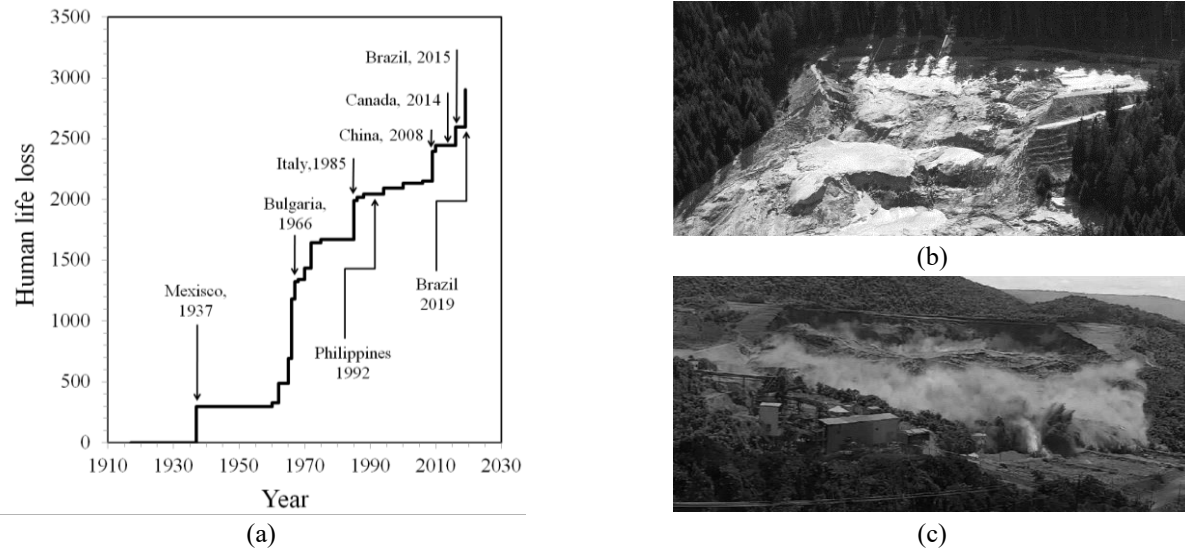 3500
3000
2500
2000
1500
1000
500
0
Human life loss
Brazil, 2015
Canada, 2014
China, 2008
Italy,1985
Bulgaria,
1966
Mexisco,
1937
Brazil
2019
Philippines
1992
1910
1930
1950
1970
1990
2010
2030
Year
(a)
(b)
(c)